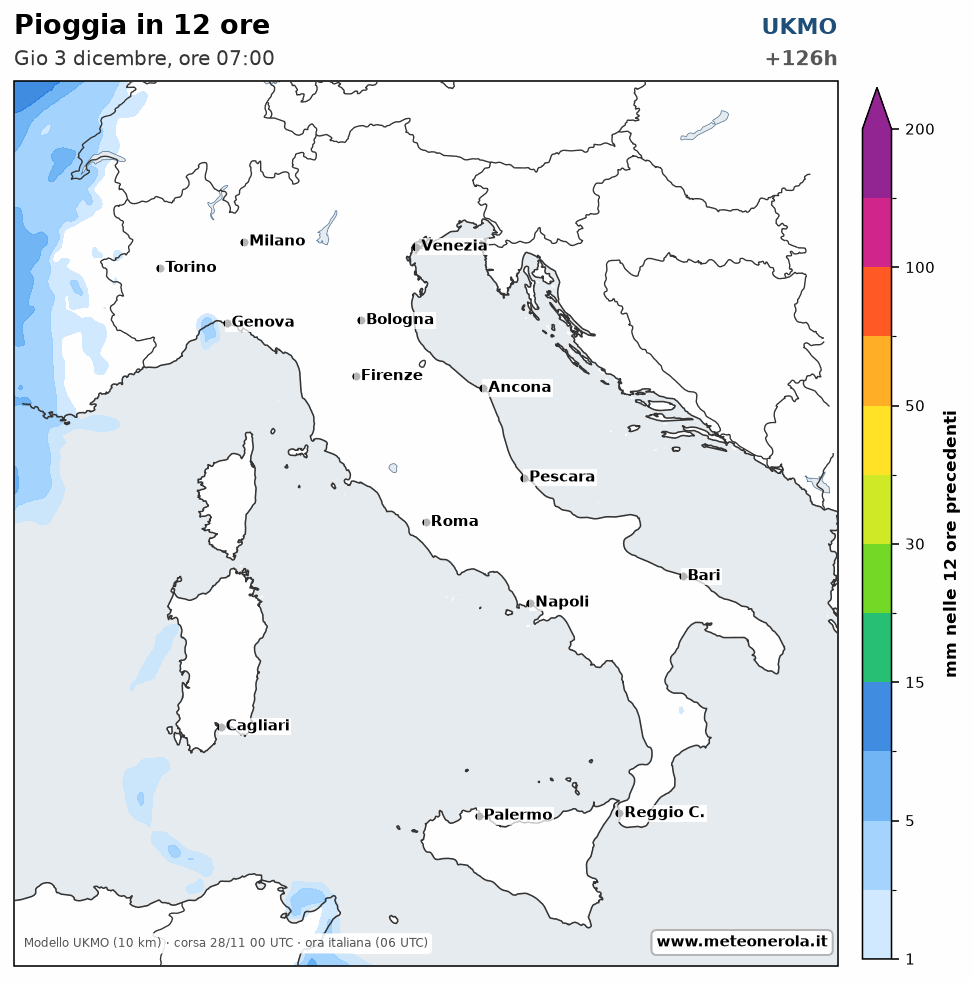 Pioggia in 12 ore
UKMO
Gio 3 dicembre, ore 07:00
+126h
Milano
Venezia
Torino
Genova
Bologna
Firenze
Ancona
Pescara
Roma
Bari
Napoli
Cagliari
Palermo
Reggio C.
200
100
50
30
15
5
1
mm nelle 12 ore precedenti
Modello UKMO (10 km) · corsa 28/11 00 UTC · ora italiana (06 UTC)
www.meteonerola.it